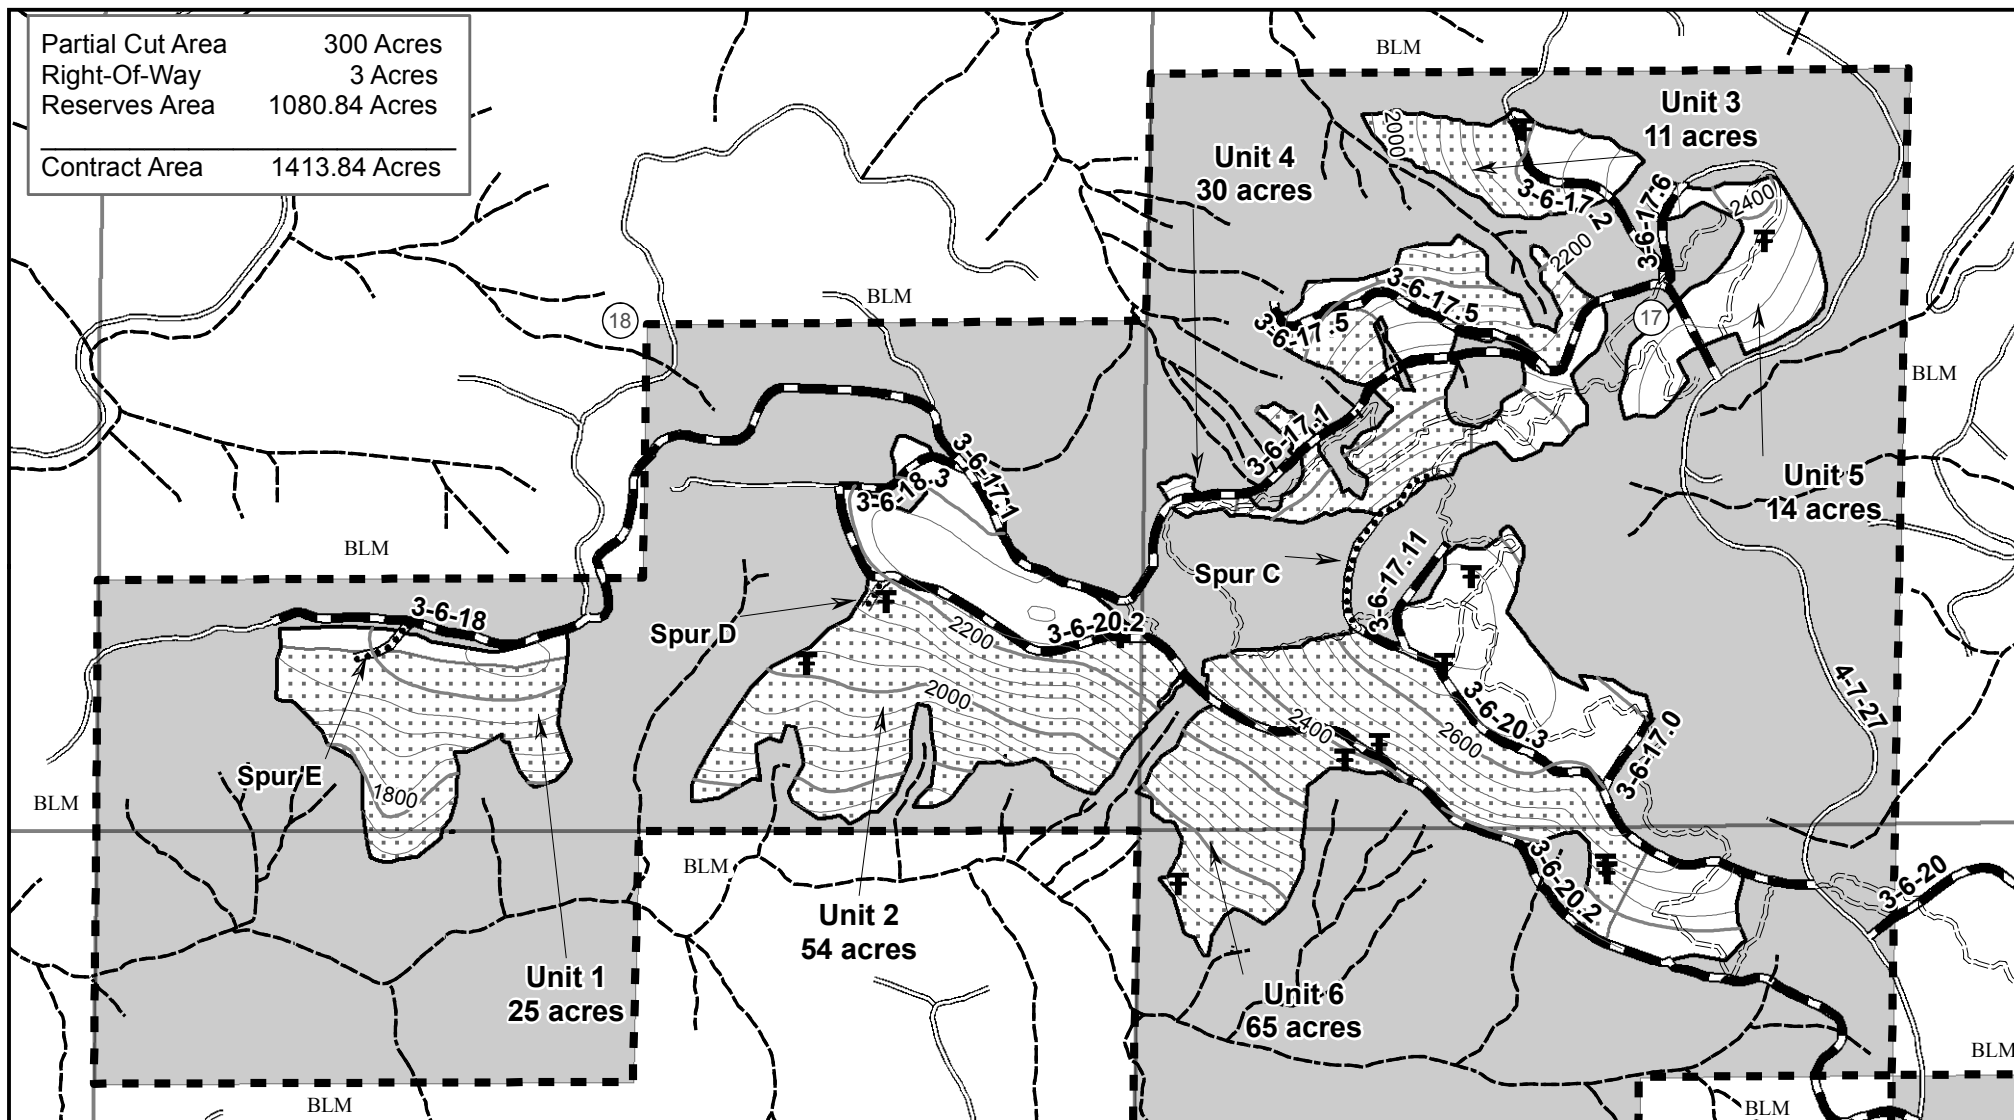 Partial Cut Area 300 Acres
Right-Of-Way 3 Acres
Reserves Area 1080.84 Acres
Contract Area 1413.84 Acres
BLM
Unit 3
11 acres
2000
Unit 4
30 acres
3-6-17.2
3-6-17.6
2400
2200
BLM
18
3-6-17.5
3-6-17.5
17
BLM
3-6-17.1
3-6-17.1
3-6-18.3
Unit 5
14 acres
BLM
Spur C
3-6-17.11
3-6-18
Spur D
2200
3-6-20.2
2000
4-7-27
2400
2600
3-6-20.3
3-6-17.0
Spur E
1800
BLM
BLM
3-6-20.2
3-6-20
Unit 2
54 acres
Unit 1
25 acres
Unit 6
65 acres
BLM
BLM
BLM